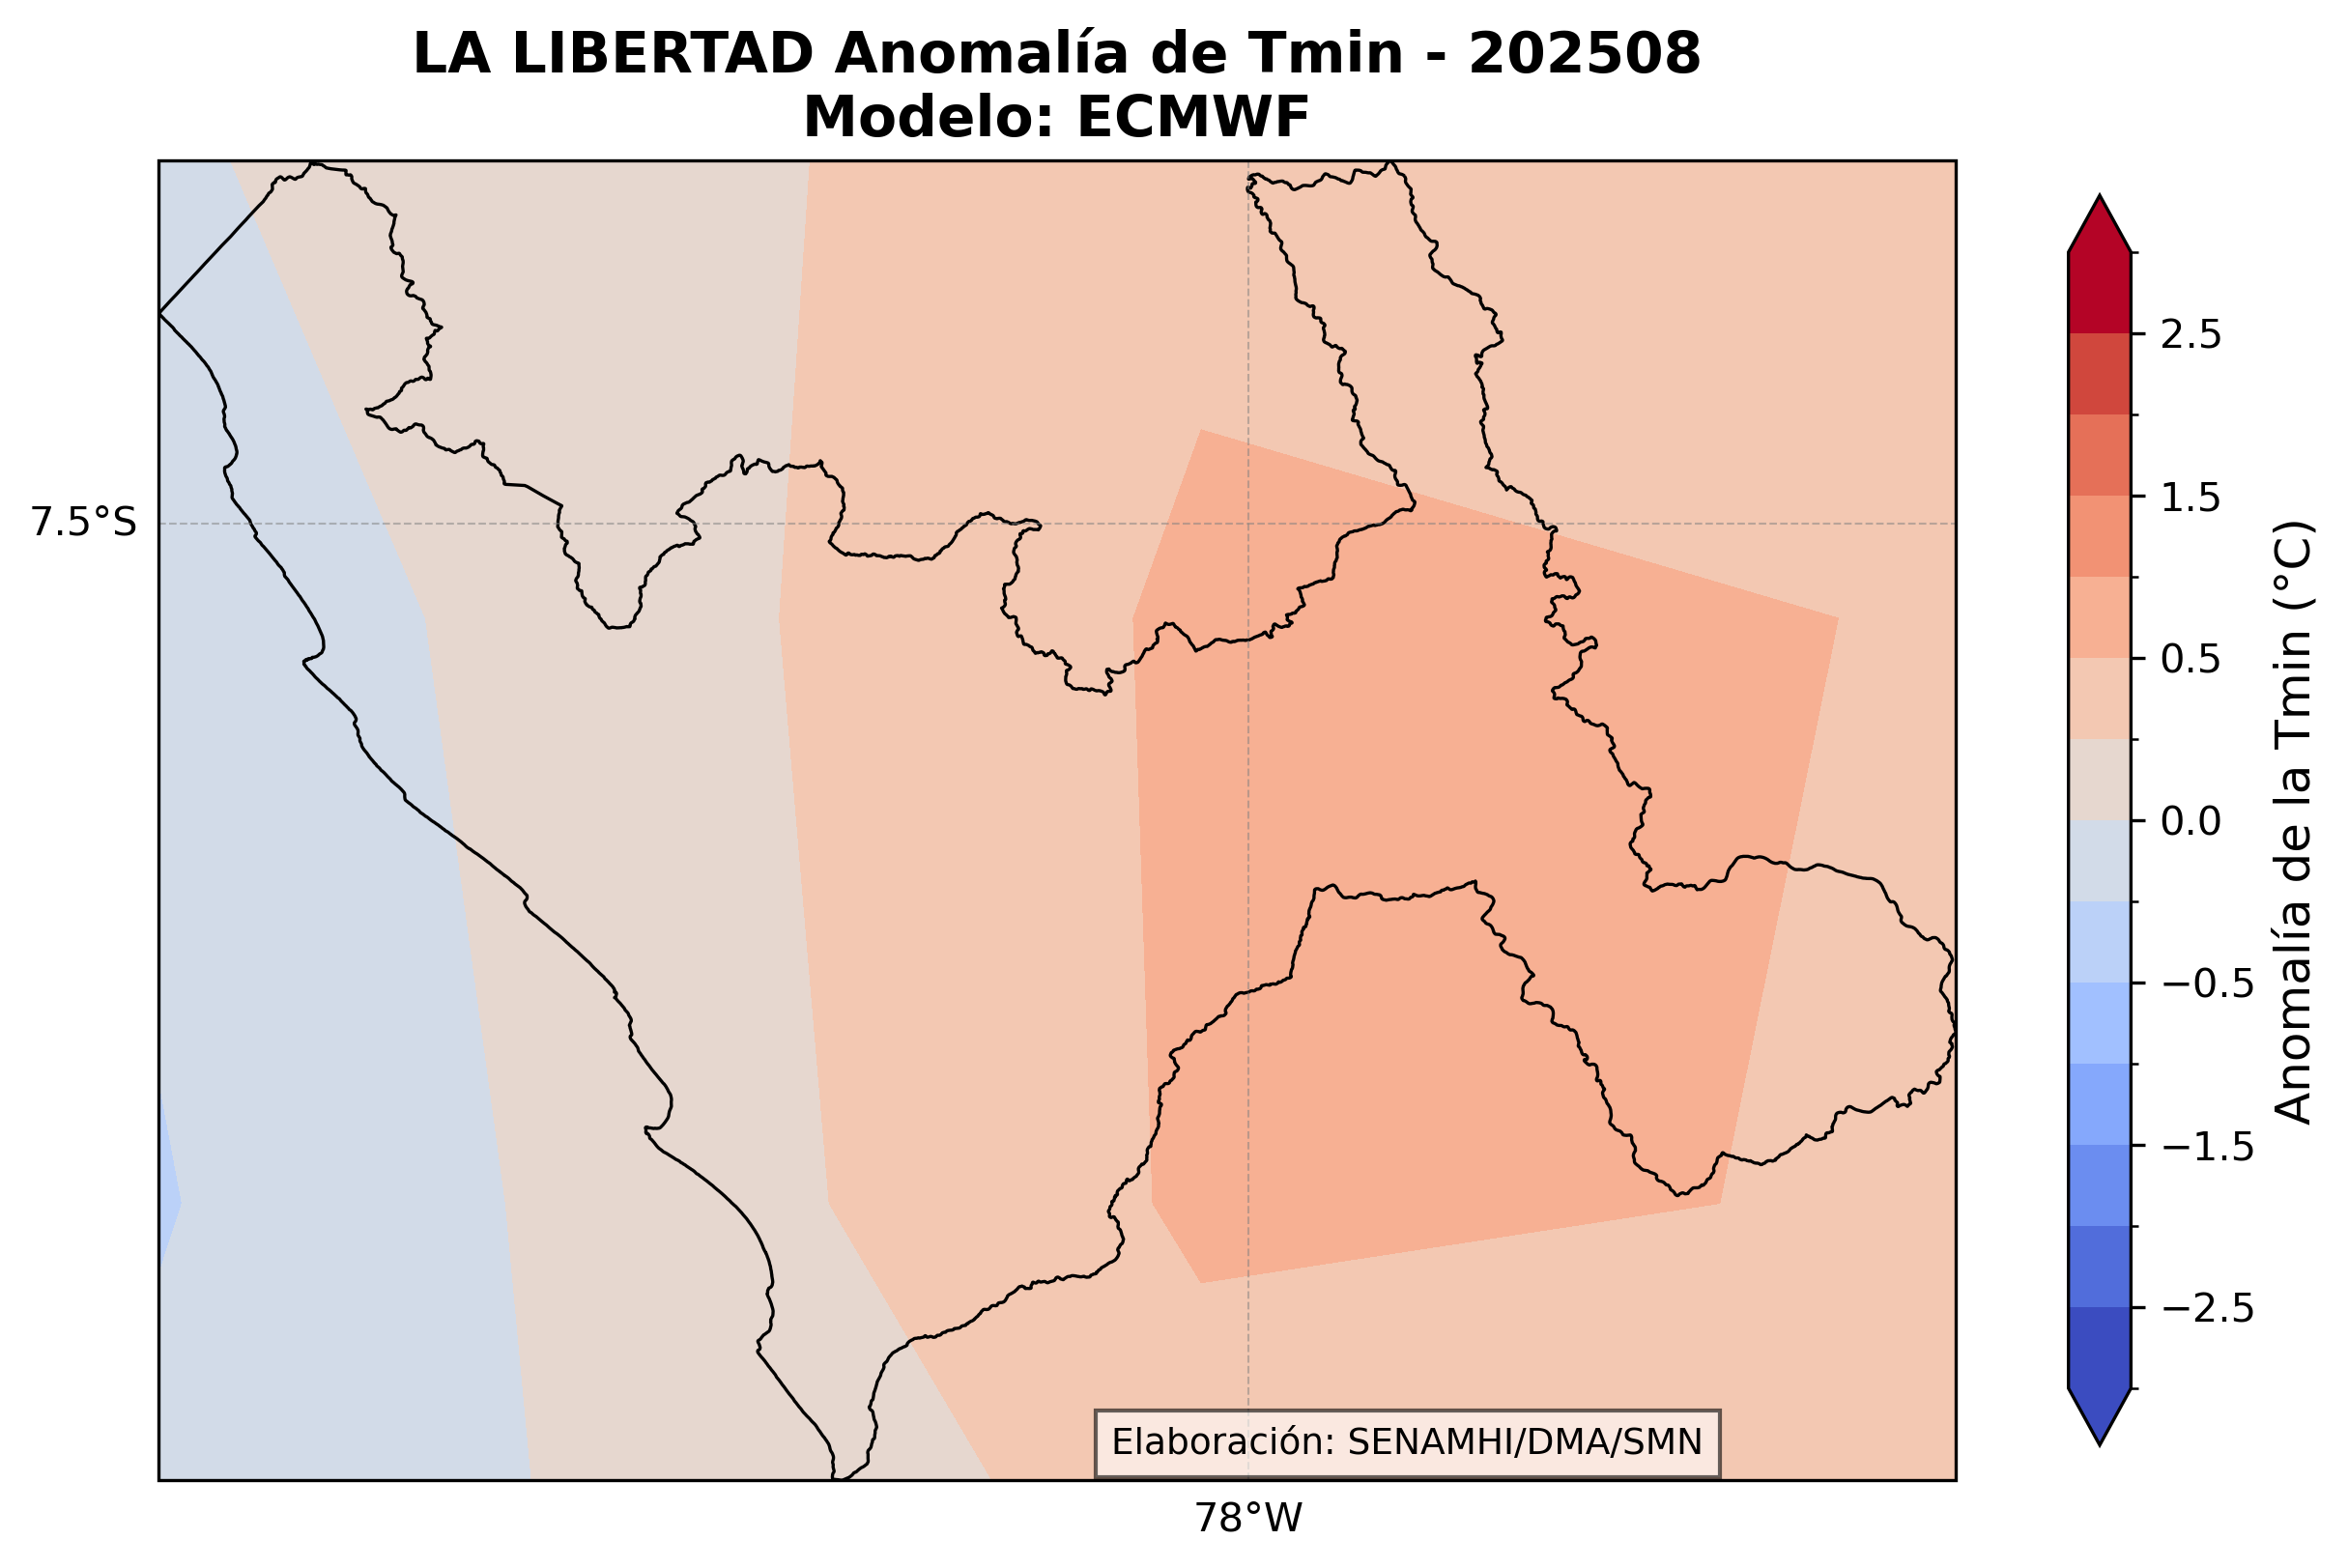 LA LIBERTAD Anomalía de Tmin - 202508
Modelo: ECMWF
7.5°S
78°W
Elaboración: SENAMHI/DMA/SMN
2.5
1.5
0.5
0.0
−0.5
−1.5
−2.5
Anomalía de la Tmin (°C)